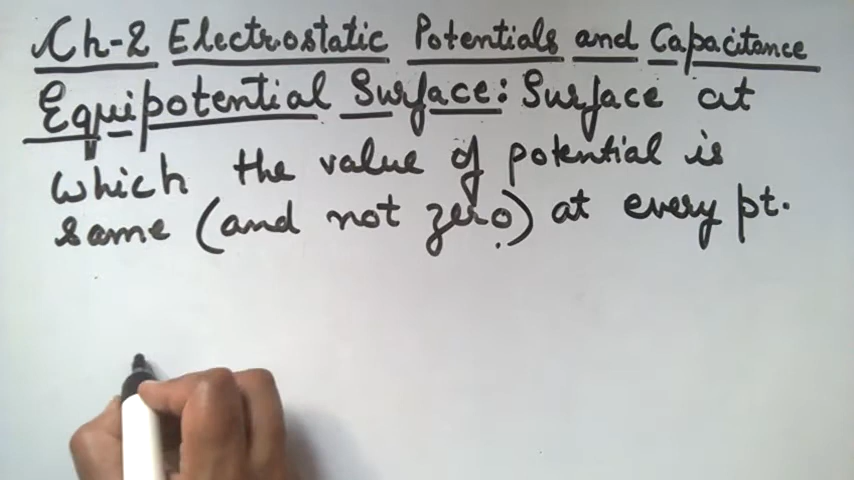 Ch-2 Electrostatic Potentials and Capacitance
Equipotential Surface: Surface at
which the value of potential is
same (and not zero) at every pt.